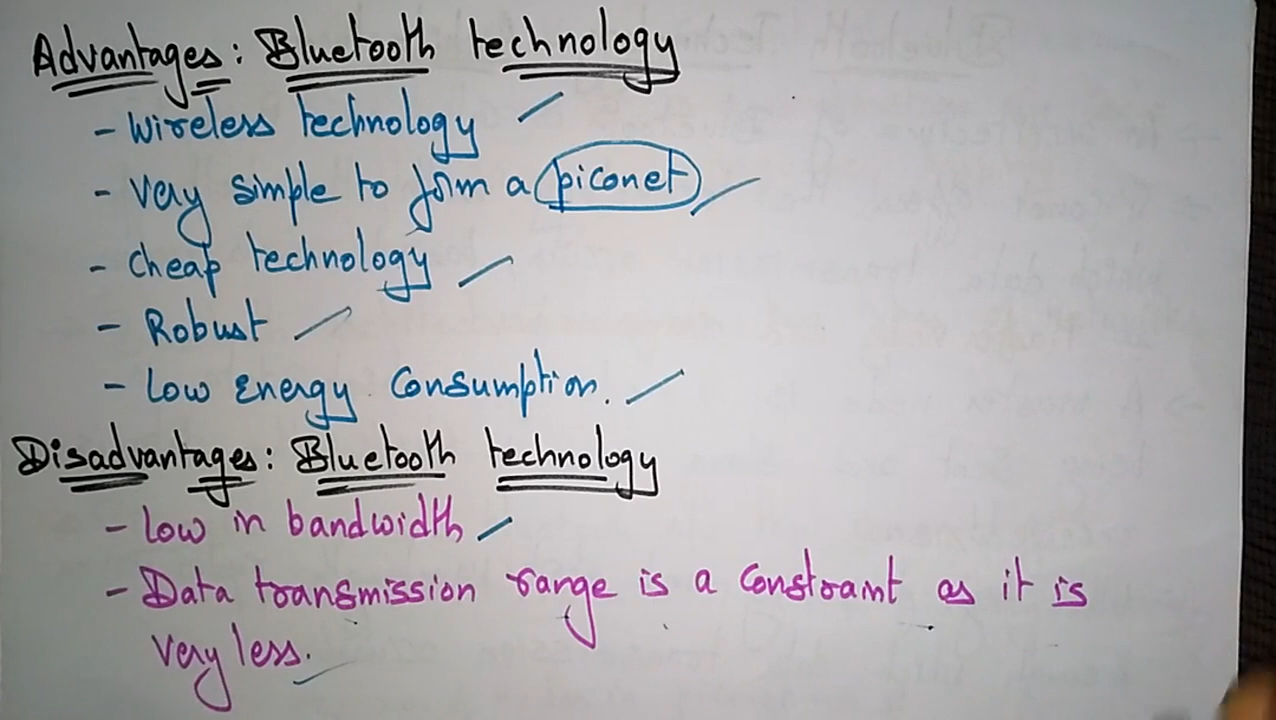 Advantages: Bluetooth technology
- Wireless technology
- Very simple to form a piconet
- Cheap technology
- Robust
- Low Energy Consumption.
Disadvantages: Bluetooth technology
- Low in bandwidth
- Data transmission range is a constraint as it is
very less.